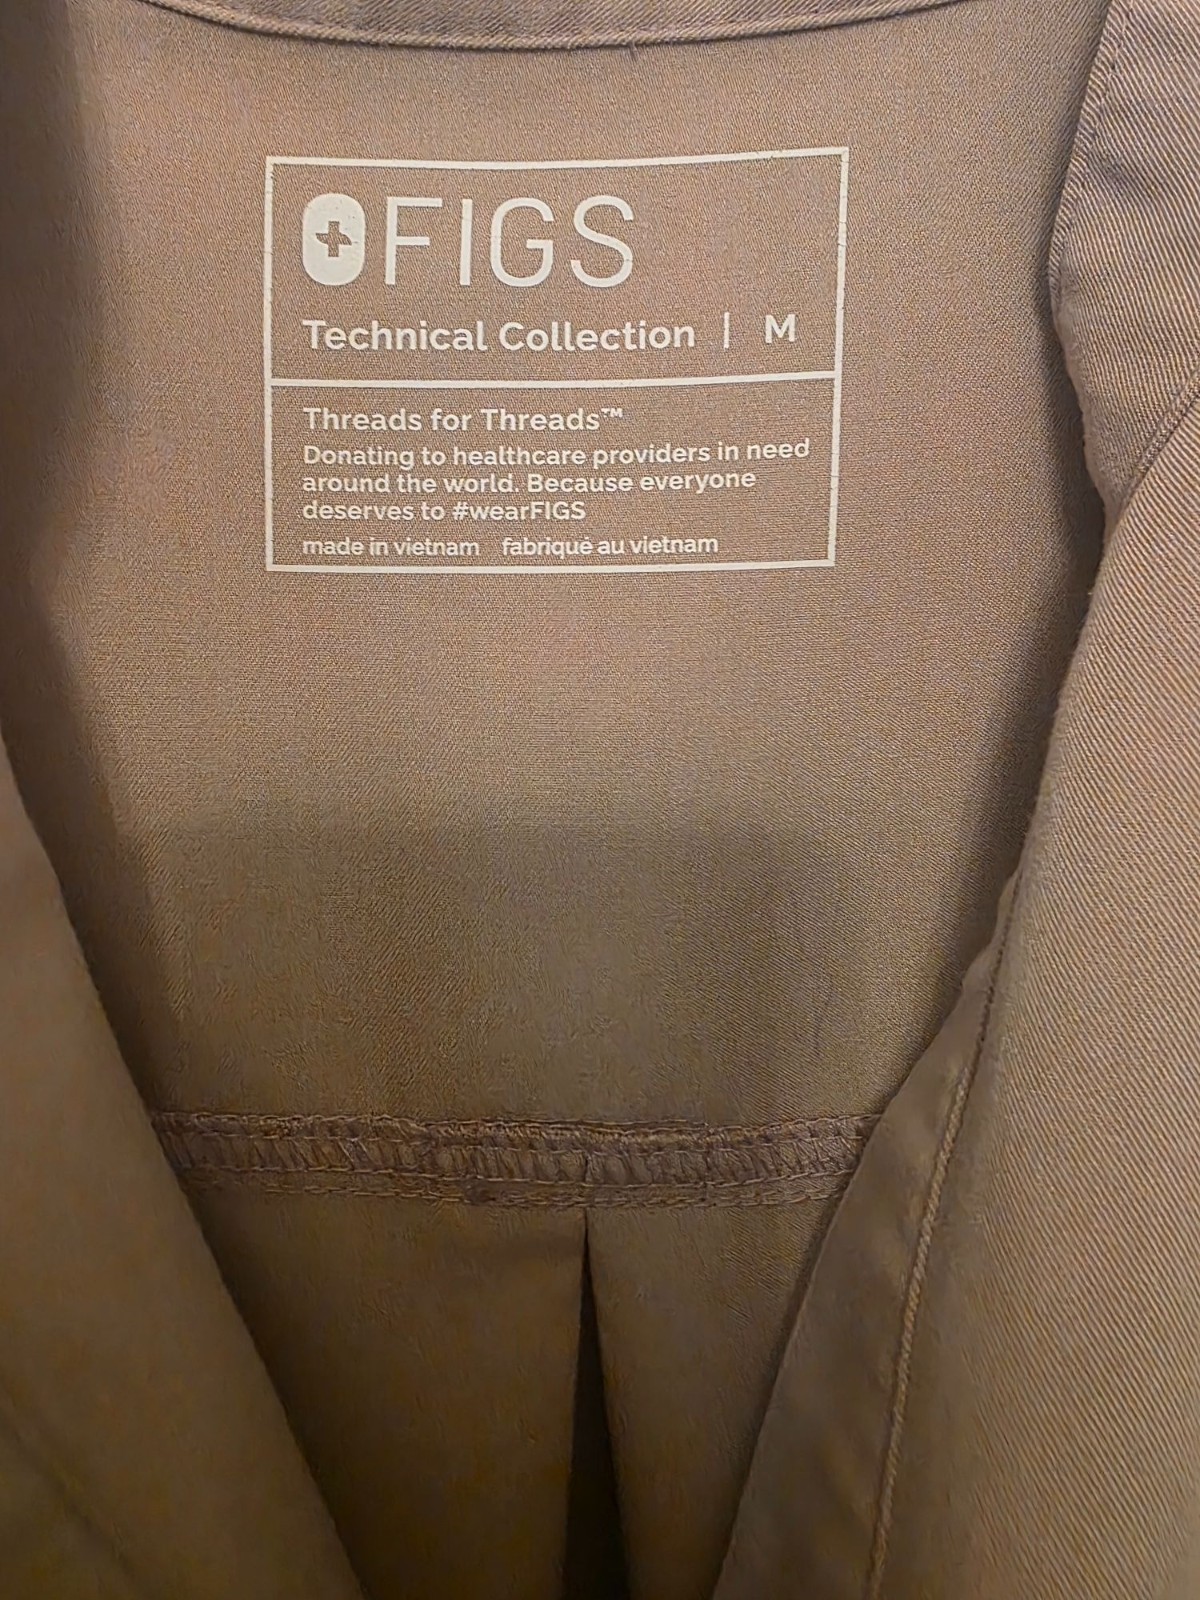 FIGS
Technical Collection | M
Threads for Threads™
Donating to healthcare providers in need
around the world. Because everyone
deserves to #wearFIGS
made in vietnam fabriqué au vietnam